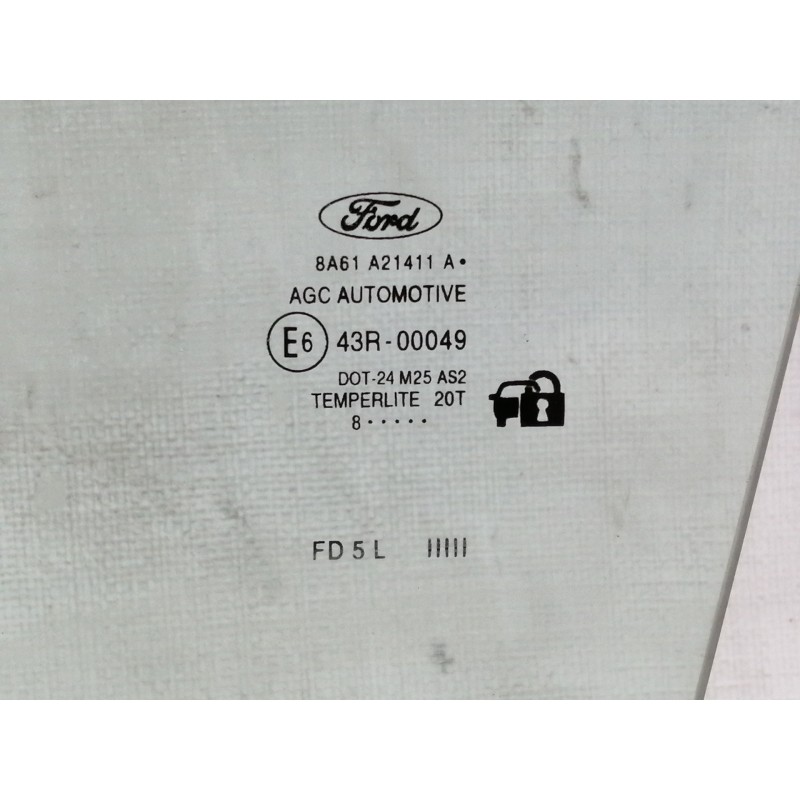 Ford
8A61 A21411 A•
AGC AUTOMOTIVE
E6 43R-00049
DOT-24 M25 AS2
TEMPERLITE 20T
8 • • • • •
FD 5 L IIIII